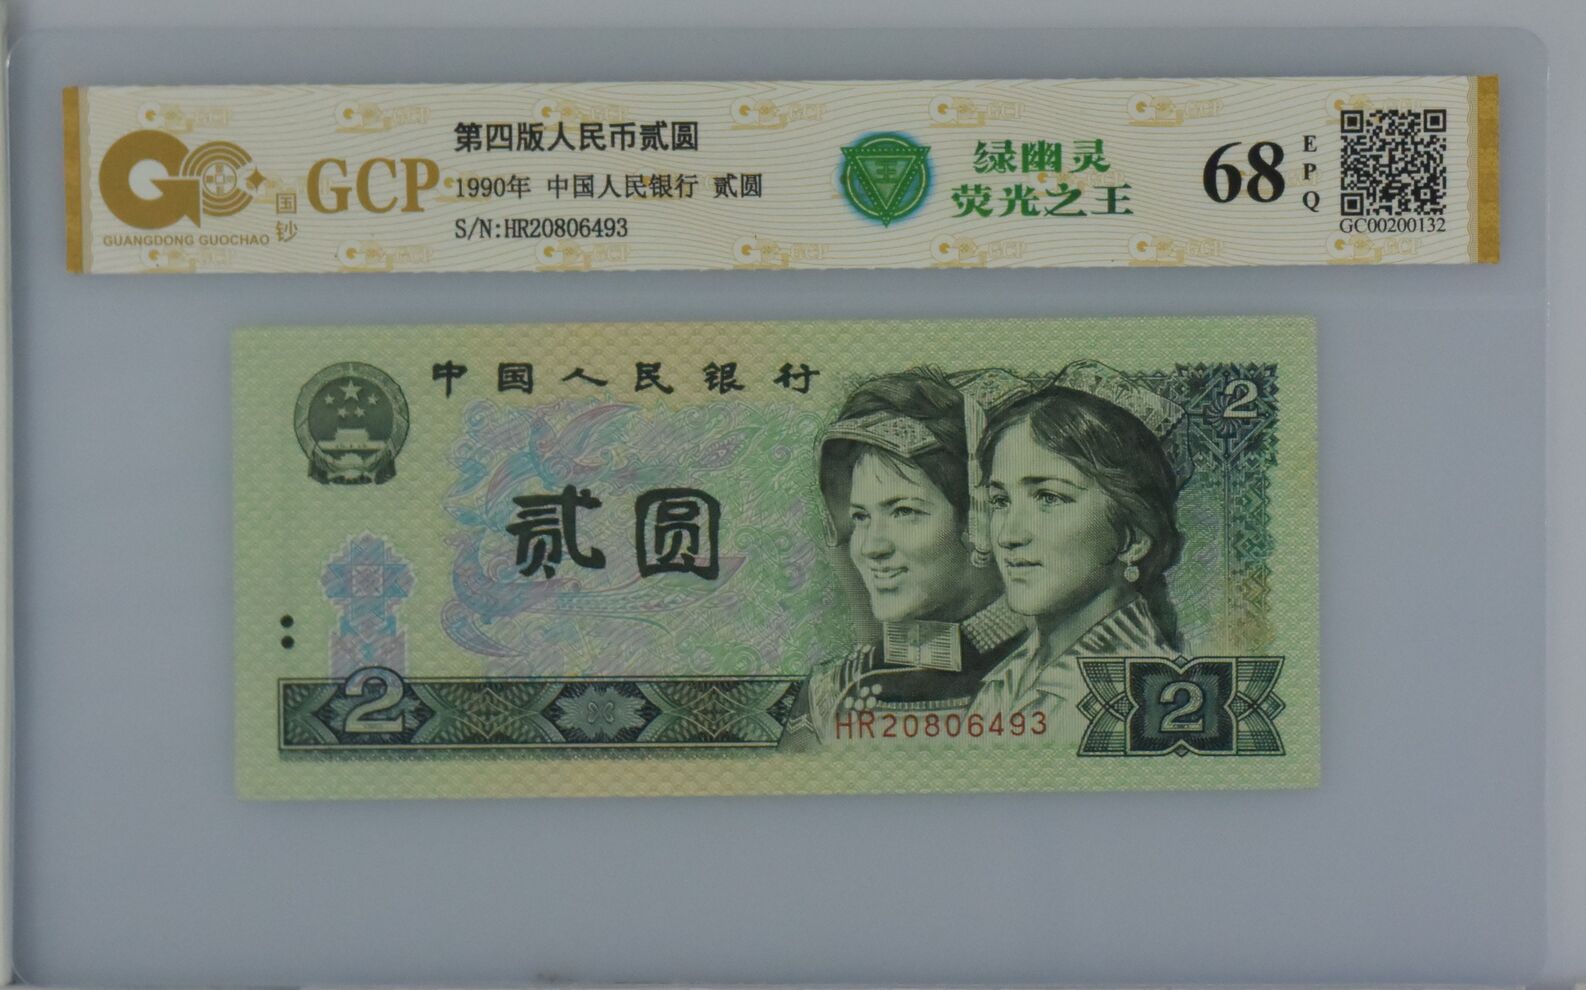 GCP
国钞
GUANGDONG GUOCHAO
第四版人民币贰圆
1990年 中国人民银行 贰圆
S/N:HR20806493
王
绿幽灵
荧光之王
68
EPQ
GC00200132
中国人民银行
2
贰圆
2
HR20806493
2